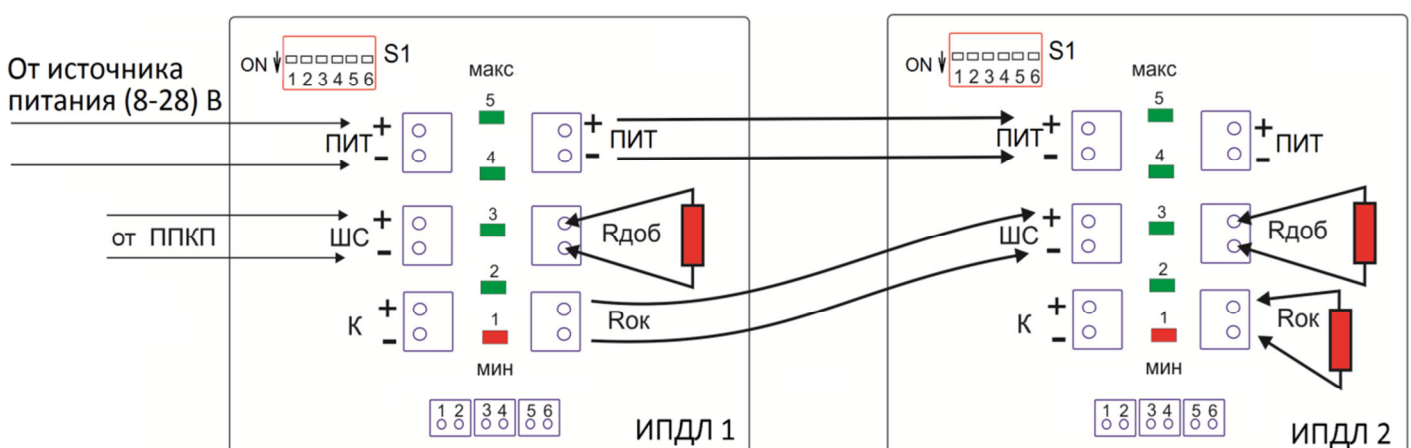 От источника
питания (8-28) В
ON S1
1 2 3 4 5 6
макс
5
+ ПИТ -
+ ПИТ -
4
от ППКП
+ ШС -
3
Rдоб
2
+ К -
1
Rок
мин
1 2 3 4 5 6
ИПДЛ 1
ON S1
1 2 3 4 5 6
макс
5
+ ПИТ -
+ ПИТ -
4
+ ШС -
3
Rдоб
2
+ К -
1
Rок
мин
1 2 3 4 5 6
ИПДЛ 2